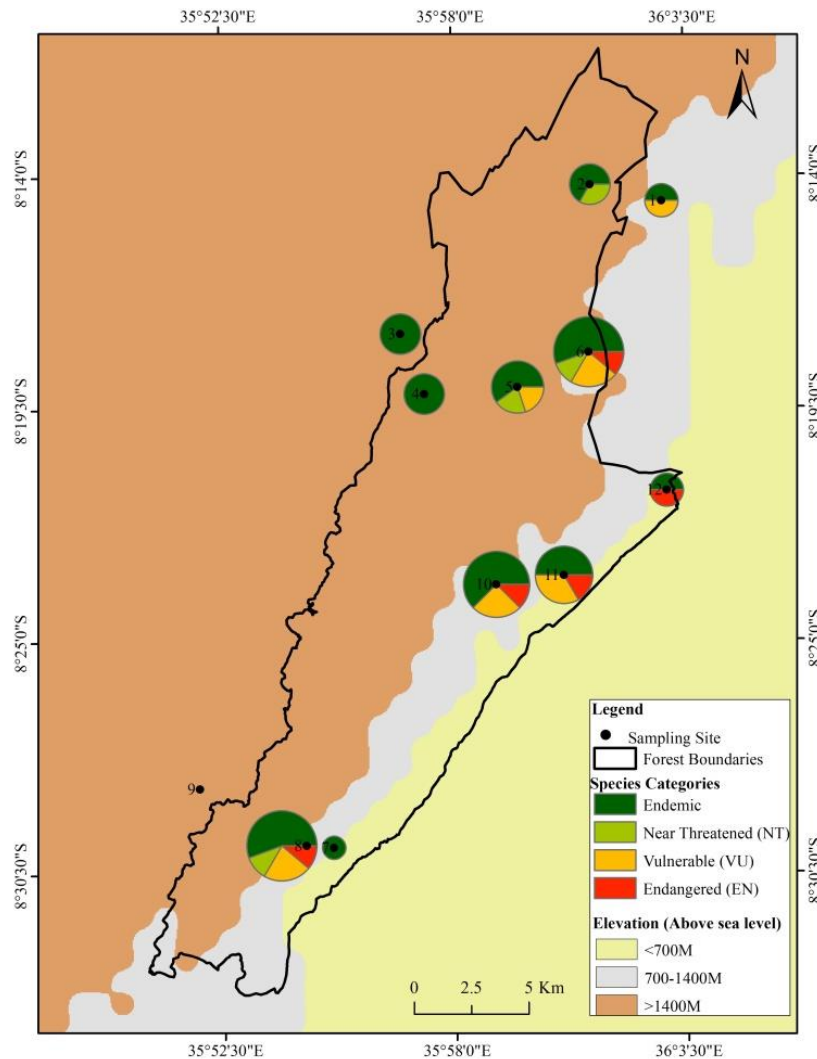 35°52'30"E 35°58'0"E 36°3'30"E
N
8°14'0"S 8°14'0"S
2
1
3
6
5
4
8°19'30"S 8°19'30"S
12
11
10
8°25'0"S 8°25'0"S
Legend
Sampling Site
Forest Boundaries
Species Categories
Endemic
Near Threatened (NT)
Vulnerable (VU)
Endangered (EN)
Elevation (Above sea level)
<700M
700-1400M
>1400M
9
8
7
8°30'30"S 8°30'30"S
0 2.5 5 Km
35°52'30"E 35°58'0"E 36°3'30"E